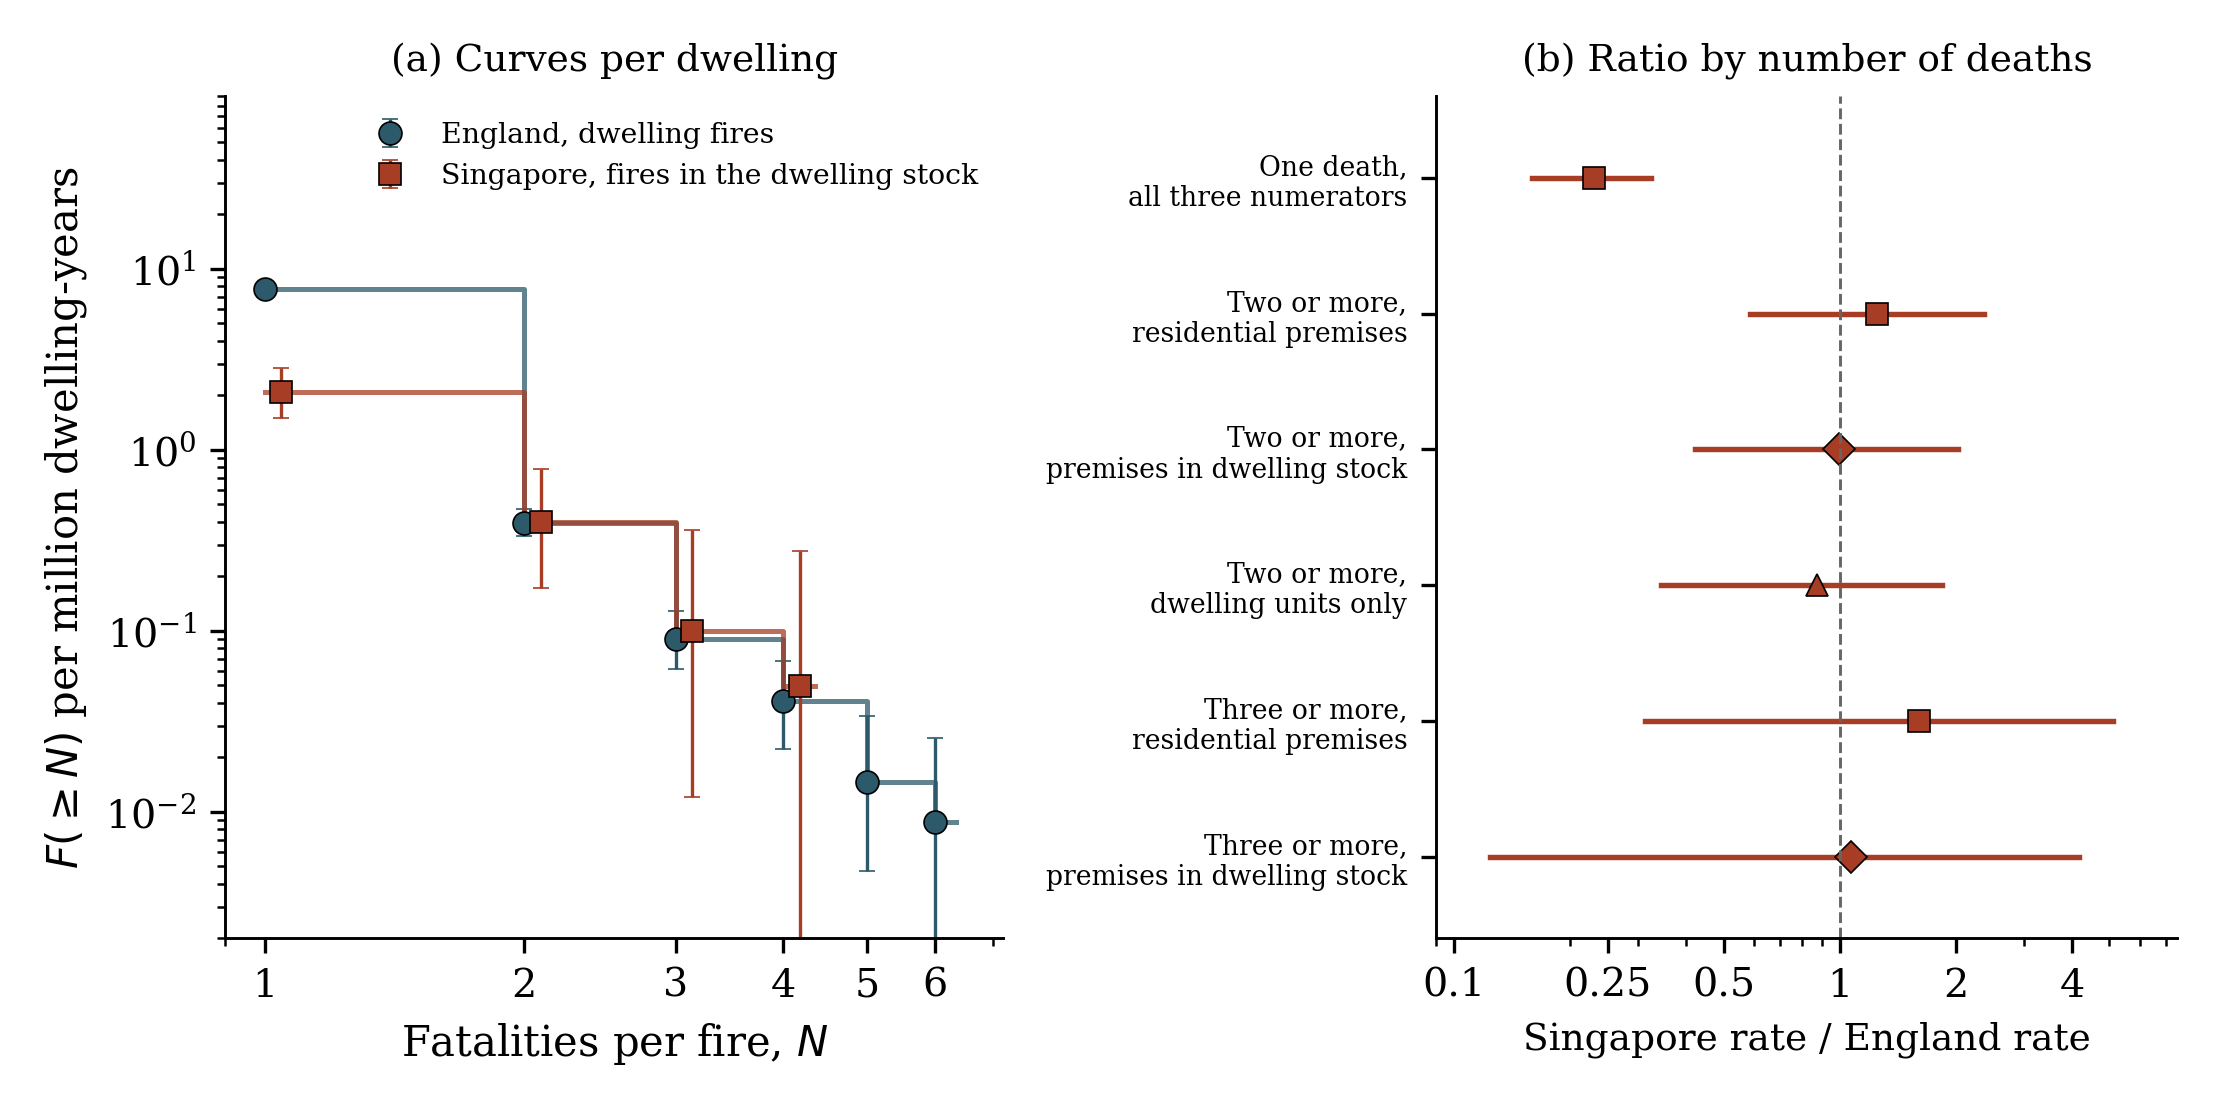 (a) Curves per dwelling
England, dwelling fires
Singapore, fires in the dwelling stock
F(≥ N) per million dwelling-years
10¹
10⁰
10⁻¹
10⁻²
1 2 3 4 5 6
Fatalities per fire, N
(b) Ratio by number of deaths
One death,
all three numerators
Two or more,
residential premises
Two or more,
premises in dwelling stock
Two or more,
dwelling units only
Three or more,
residential premises
Three or more,
premises in dwelling stock
0.1 0.25 0.5 1 2 4
Singapore rate / England rate